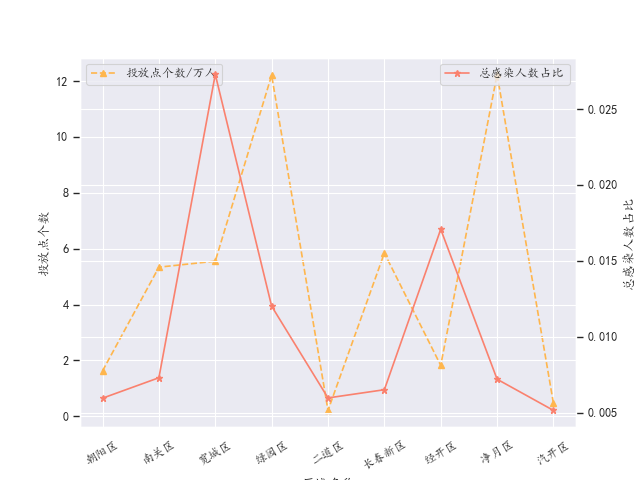 投放点个数/万人
总感染人数占比
12
10
8
6
4
2
0
0.025
0.020
0.015
0.010
0.005
投放点个数
总感染人数占比
朝阳区
南关区
宽城区
绿园区
二道区
长春新区
经开区
净月区
汽开区